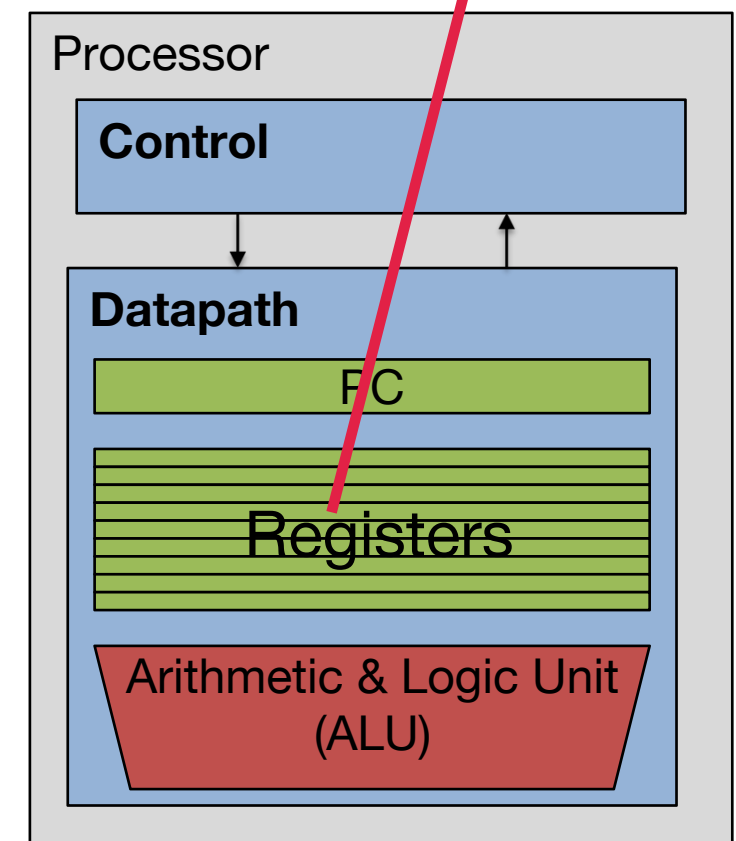 Processor
Control
Datapath
PC
Registers
Arithmetic & Logic Unit
(ALU)